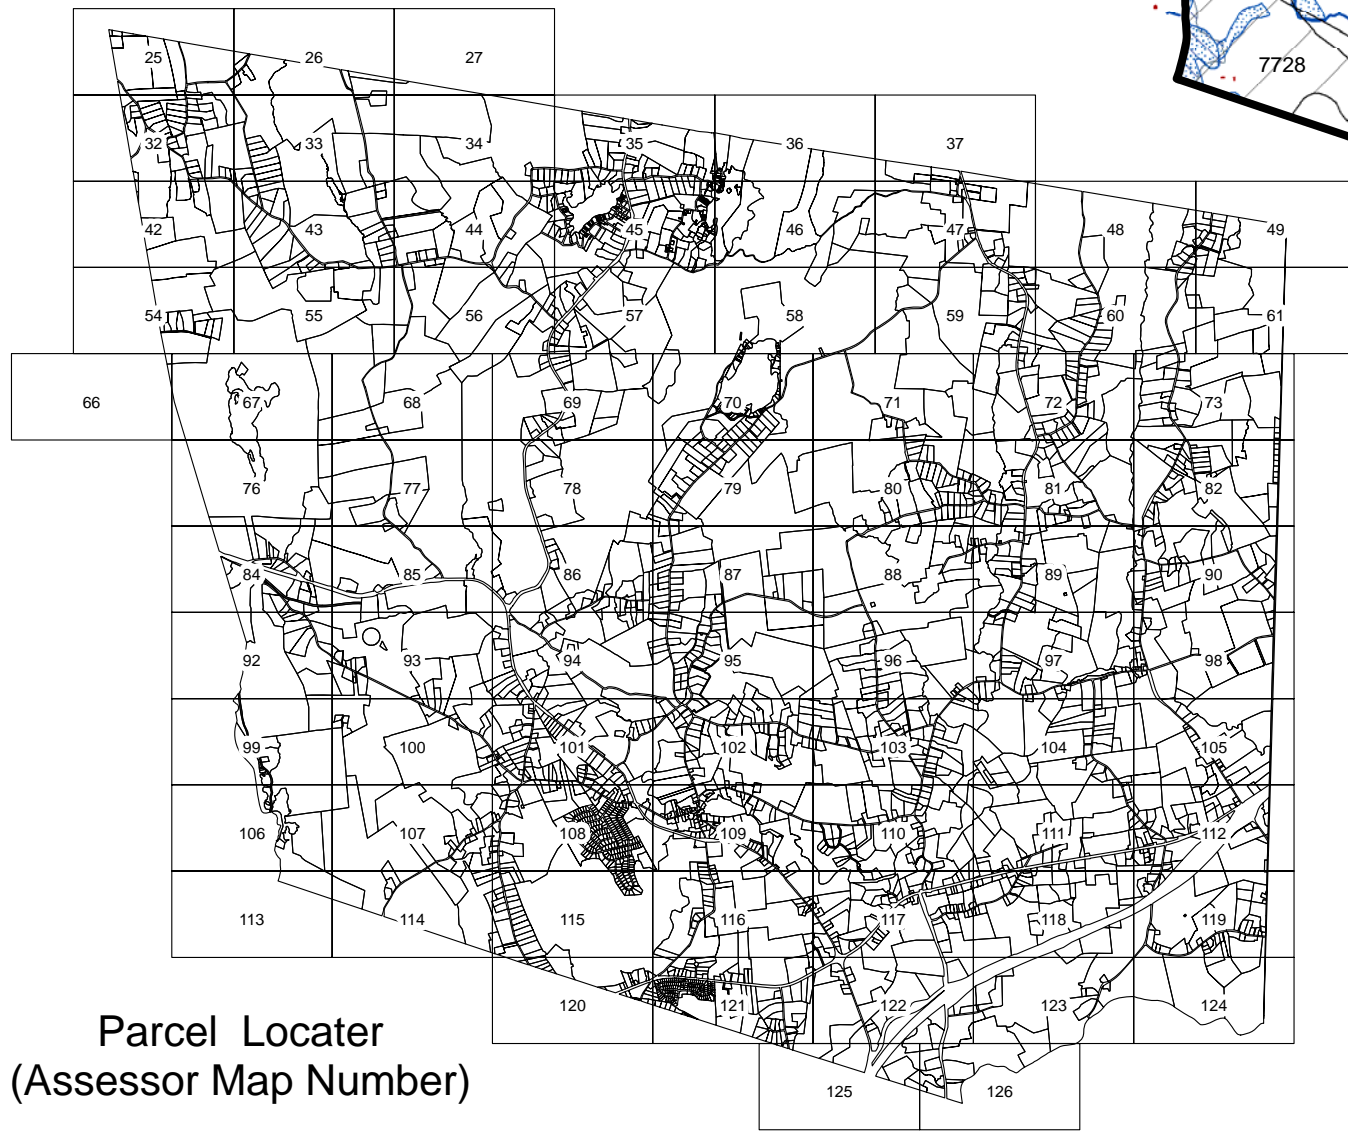 7728
25 26 27
32 33 34 35 36 37
42 43 44 45 46 47 48 49
54 55 56 57 58 59 60 61
66 67 68 69 70 71 72 73
76 77 78 79 80 81 82
84 85 86 87 88 89 90
92 93 94 95 96 97 98
99 100 101 102 103 104 105
106 107 108 109 110 111 112
113 114 115 116 117 118 119
120 121 122 123 124
Parcel Locater
(Assessor Map Number)
125 126